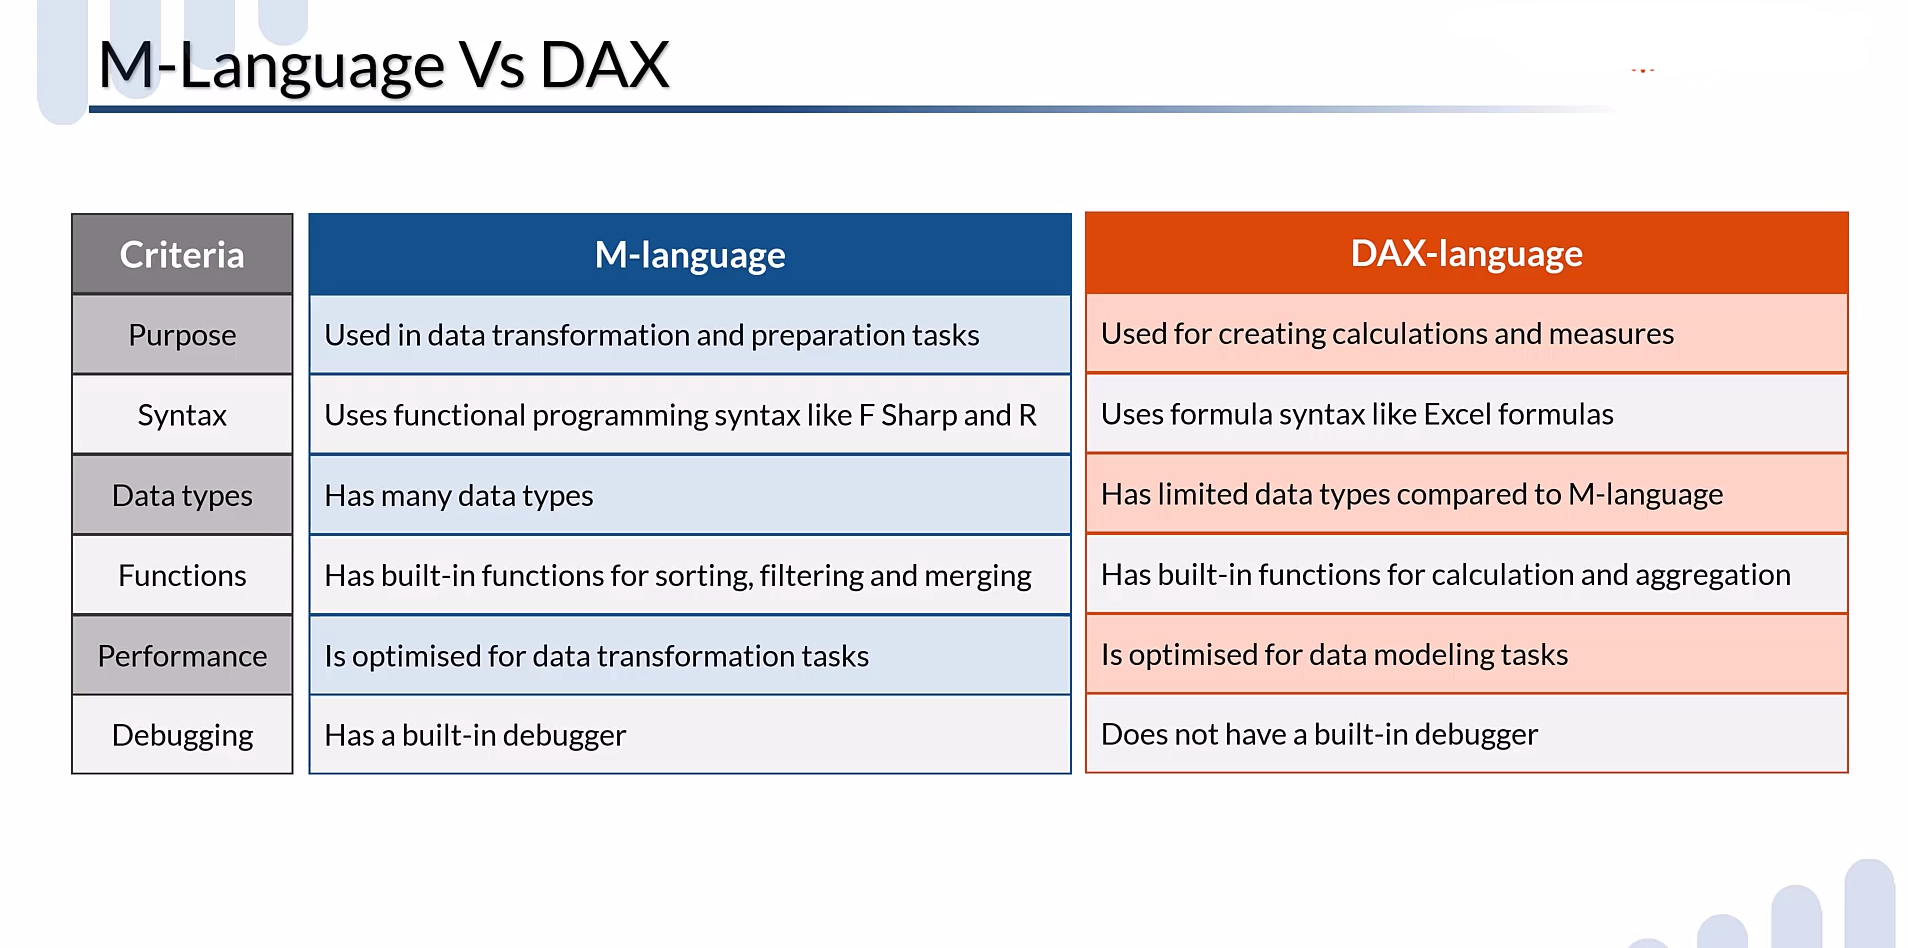 M-Language Vs DAX
Criteria
M-language
DAX-language
Purpose
Used in data transformation and preparation tasks
Used for creating calculations and measures
Syntax
Uses functional programming syntax like F Sharp and R
Uses formula syntax like Excel formulas
Data types
Has many data types
Has limited data types compared to M-language
Functions
Has built-in functions for sorting, filtering and merging
Has built-in functions for calculation and aggregation
Performance
Is optimised for data transformation tasks
Is optimised for data modeling tasks
Debugging
Has a built-in debugger
Does not have a built-in debugger